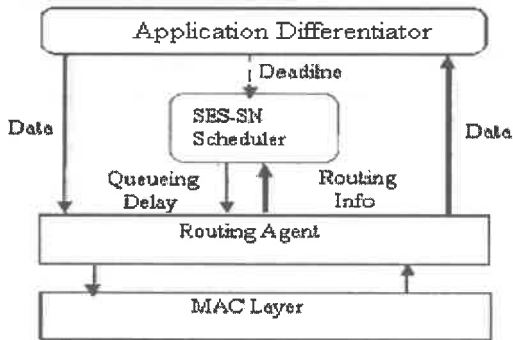 Application Differentiator
Deadline
SES-SN
Scheduler
Data
Data
Queueing
Delay
Routing
Info
Routing Agent
MAC Layer